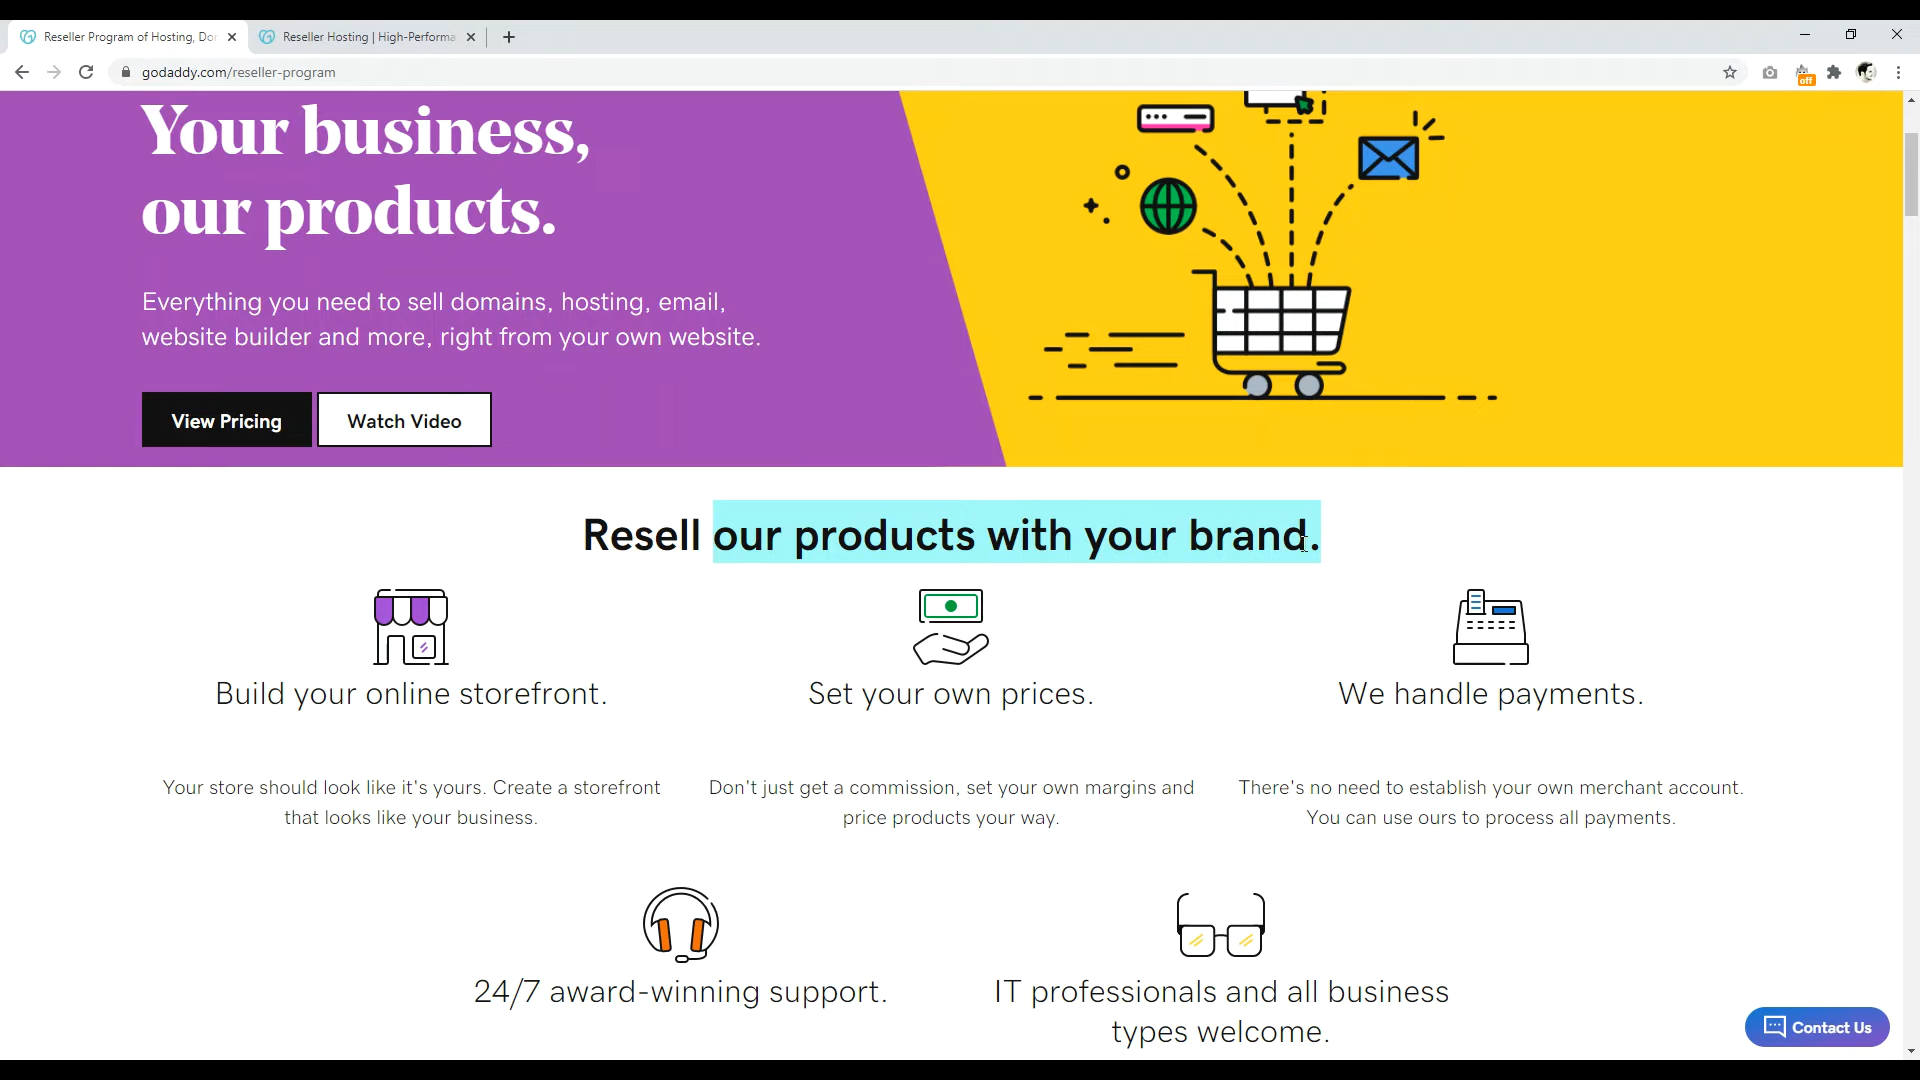 Reseller Program of Hosting, Do
Reseller Hosting | High-Performa
godaddy.com/reseller-program
off
Your business,
our products.
Everything you need to sell domains, hosting, email,
website builder and more, right from your own website.
View Pricing
Watch Video
Resell our products with your brand.
Build your online storefront.
Set your own prices.
We handle payments.
Your store should look like it's yours. Create a storefront
that looks like your business.
Don't just get a commission, set your own margins and
price products your way.
There's no need to establish your own merchant account.
You can use ours to process all payments.
24/7 award-winning support.
IT professionals and all business
types welcome.
Contact Us